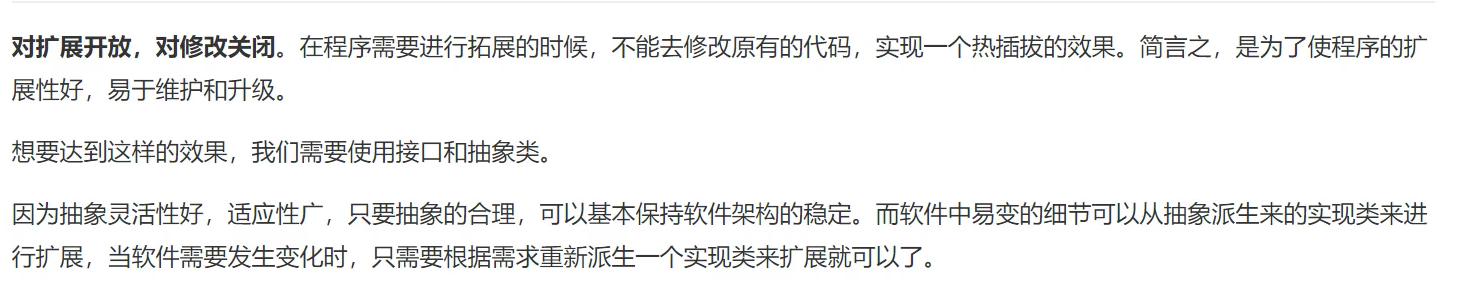 对扩展开放，对修改关闭。在程序需要进行拓展的时候，不能去修改原有的代码，实现一个热插拔的效果。简言之，是为了使程序的扩
展性好，易于维护和升级。
想要达到这样的效果，我们需要使用接口和抽象类。
因为抽象灵活性好，适应性广，只要抽象的合理，可以基本保持软件架构的稳定。而软件中易变的细节可以从抽象派生来的实现类来进
行扩展，当软件需要发生变化时，只需要根据需求重新派生一个实现类来扩展就可以了。